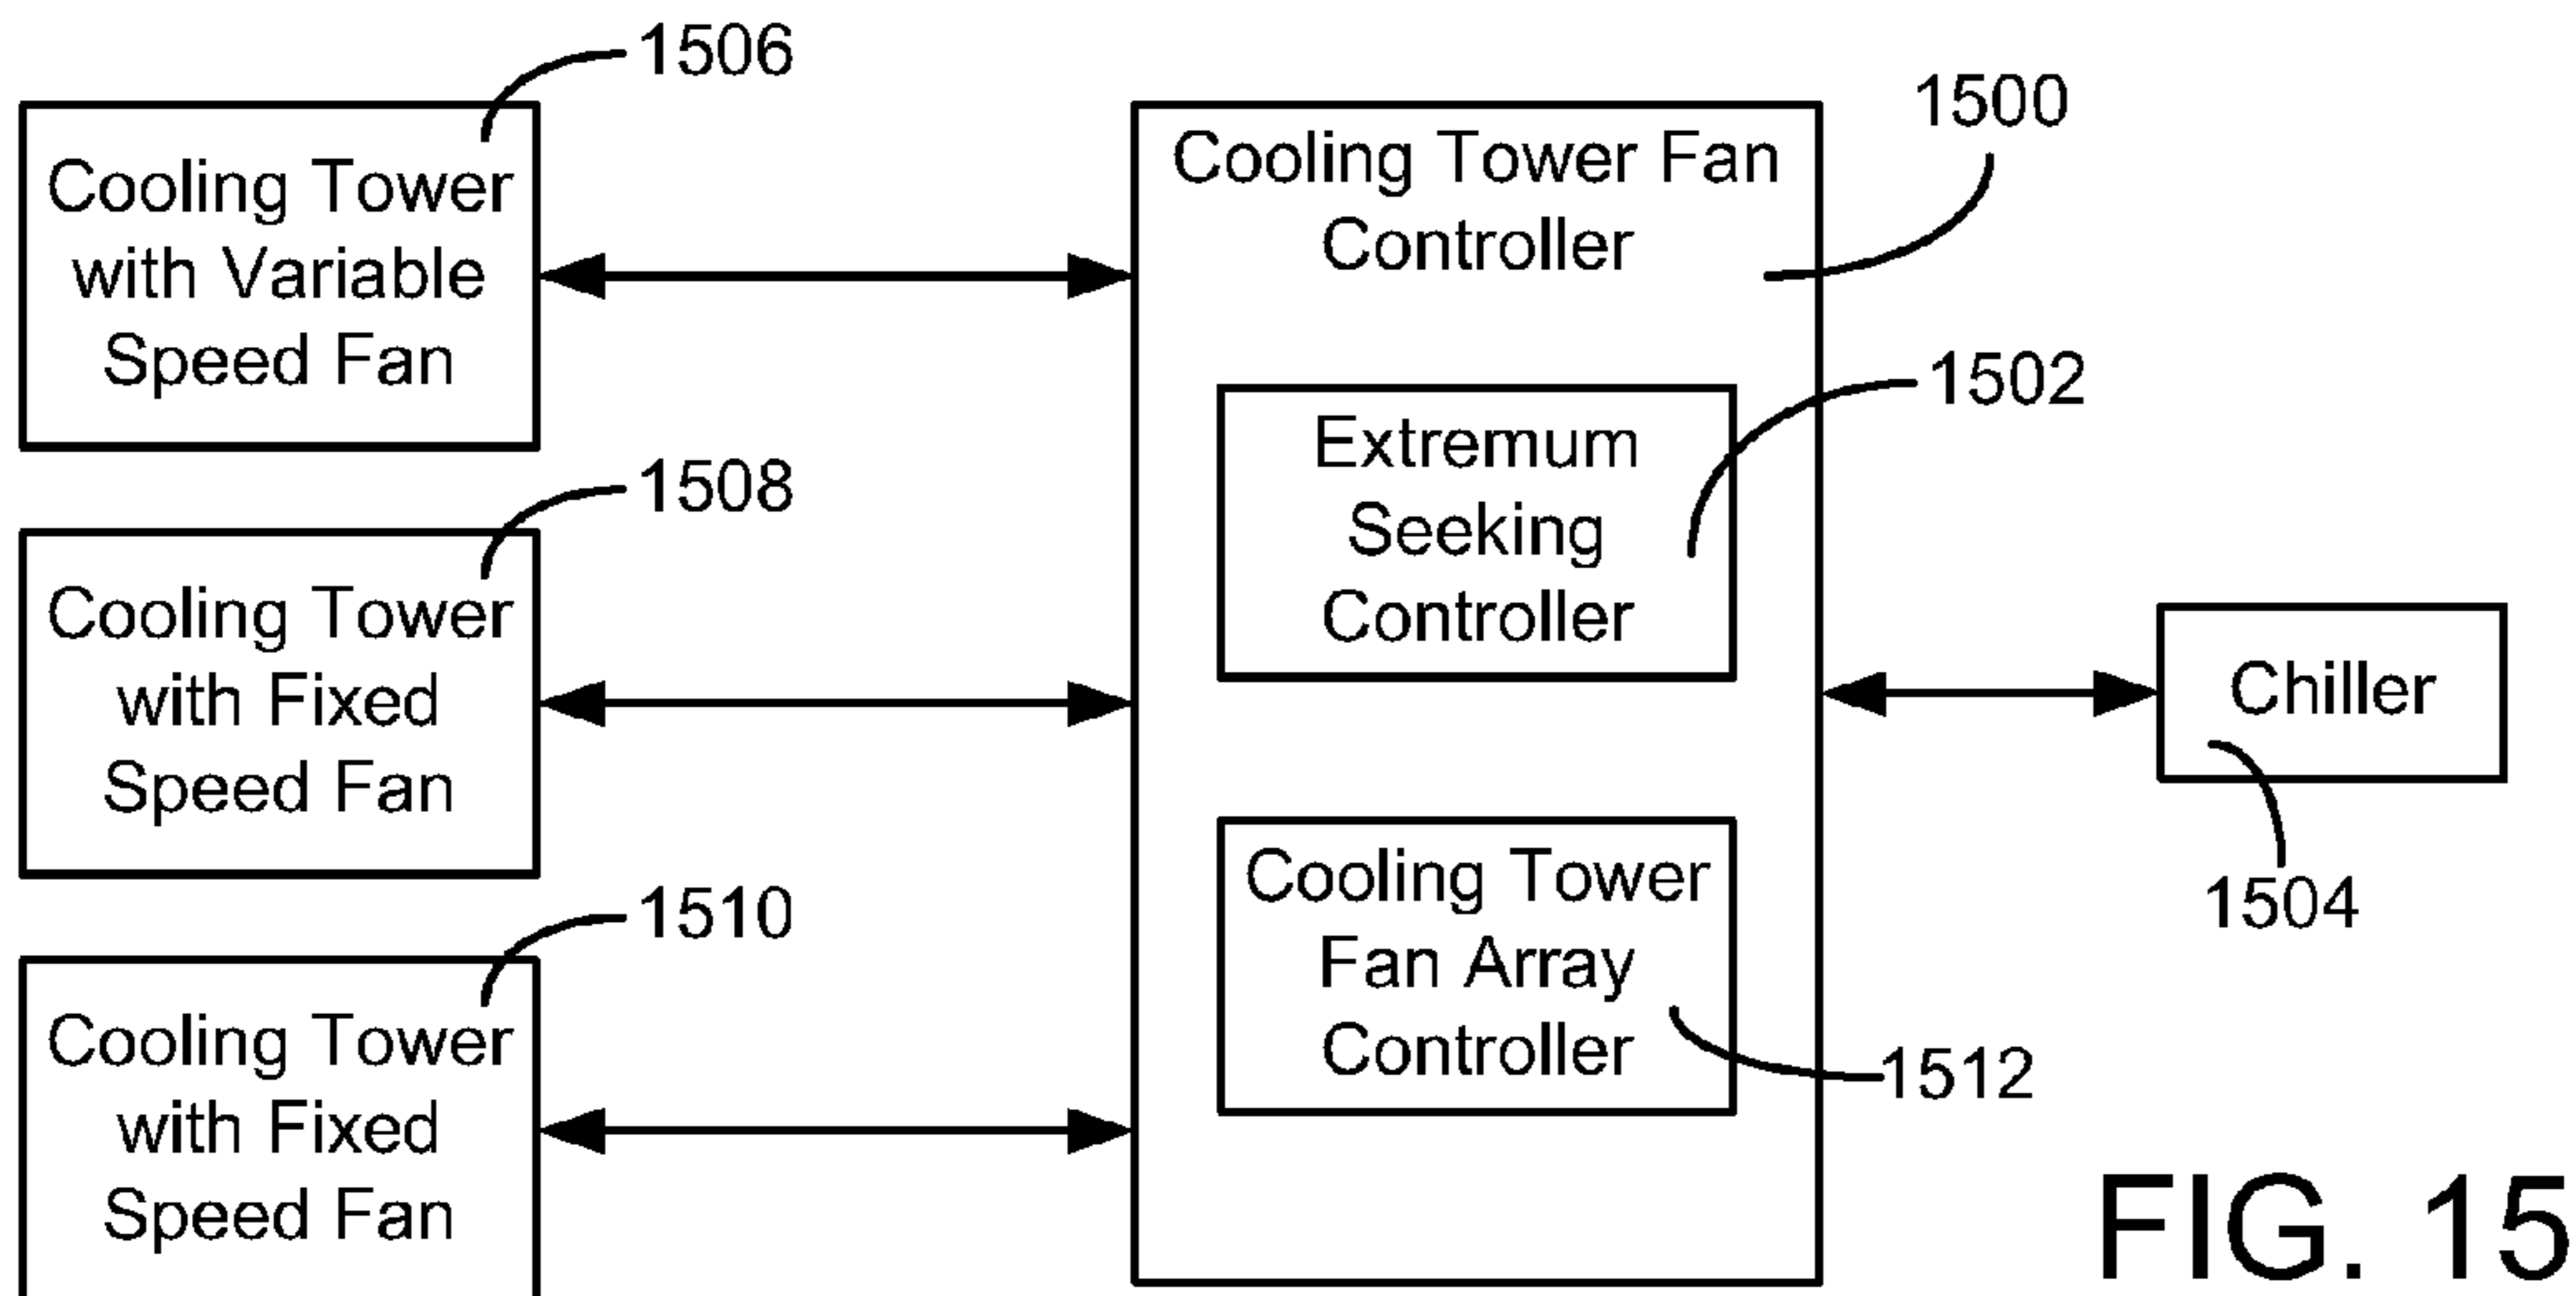 1506
Cooling Tower
with Variable
Speed Fan
1508
Cooling Tower
with Fixed
Speed Fan
1510
Cooling Tower
with Fixed
Speed Fan
Cooling Tower Fan
Controller
1500
Extremum
Seeking
Controller
1502
Cooling Tower
Fan Array
Controller
1512
Chiller
1504
FIG. 15